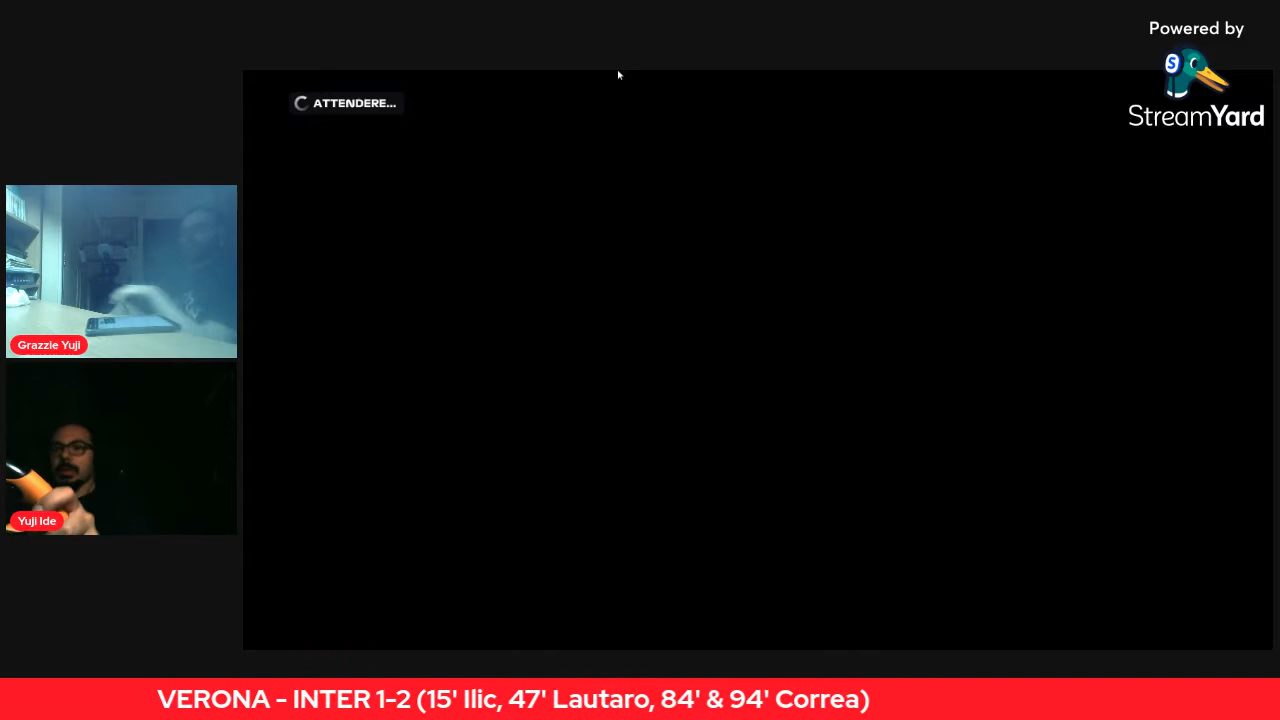 Powered by
S
StreamYard
ATTENDERE...
Grazzie Yuji
Yuji Ide
VERONA - INTER 1-2 (15' Ilic, 47' Lautaro, 84' & 94' Correa)